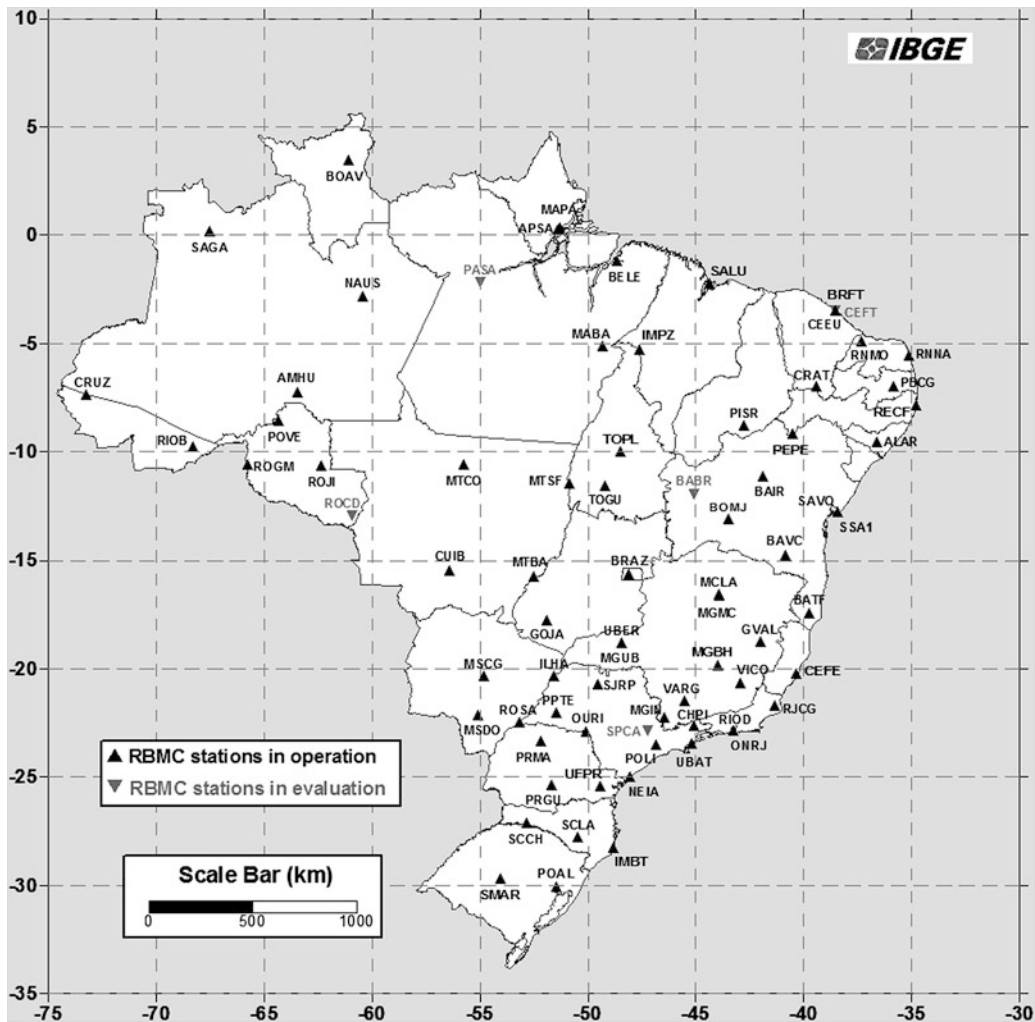 10
IBGE
5
BOAV
MAPA
APSA
0
SAGA
PASA
BELE
SALU
NAUS
BRFT
CEFT
CEEU
MABA
IMPZ
-5
RNMO
RNNA
CRUZ
AMHU
CRAT
PBCG
RECF
PISR
POVE
RIOB
TOPL
PEPE
ALAR
-10
ROGM
ROJI
MTCO
MTSF
TOGU
BABR
BAIR
SAVO
ROCD
BOMJ
SSA1
BAVC
CUIB
MTBA
BRAZ
-15
MCLA
MGMC
BATF
GOJA
UBER
MGUB
GVAL
MGBH
-20
MSCG
ILHA
SJRP
VICO
CEFE
VARG
PPTE
ROSA
OURI
MGIN
CHPI
RIOD
RJCG
MSDO
SPCA
ONRJ
POLI
UBAT
RBMC stations in operation
PRMA
RBMC stations in evaluation
UFPR
NEIA
-25
PRGU
SCLA
SCCH
IMBT
Scale Bar (km)
POAL
SMAR
-30
0
500
1000
-35
-75
-70
-65
-60
-55
-50
-45
-40
-35
-30